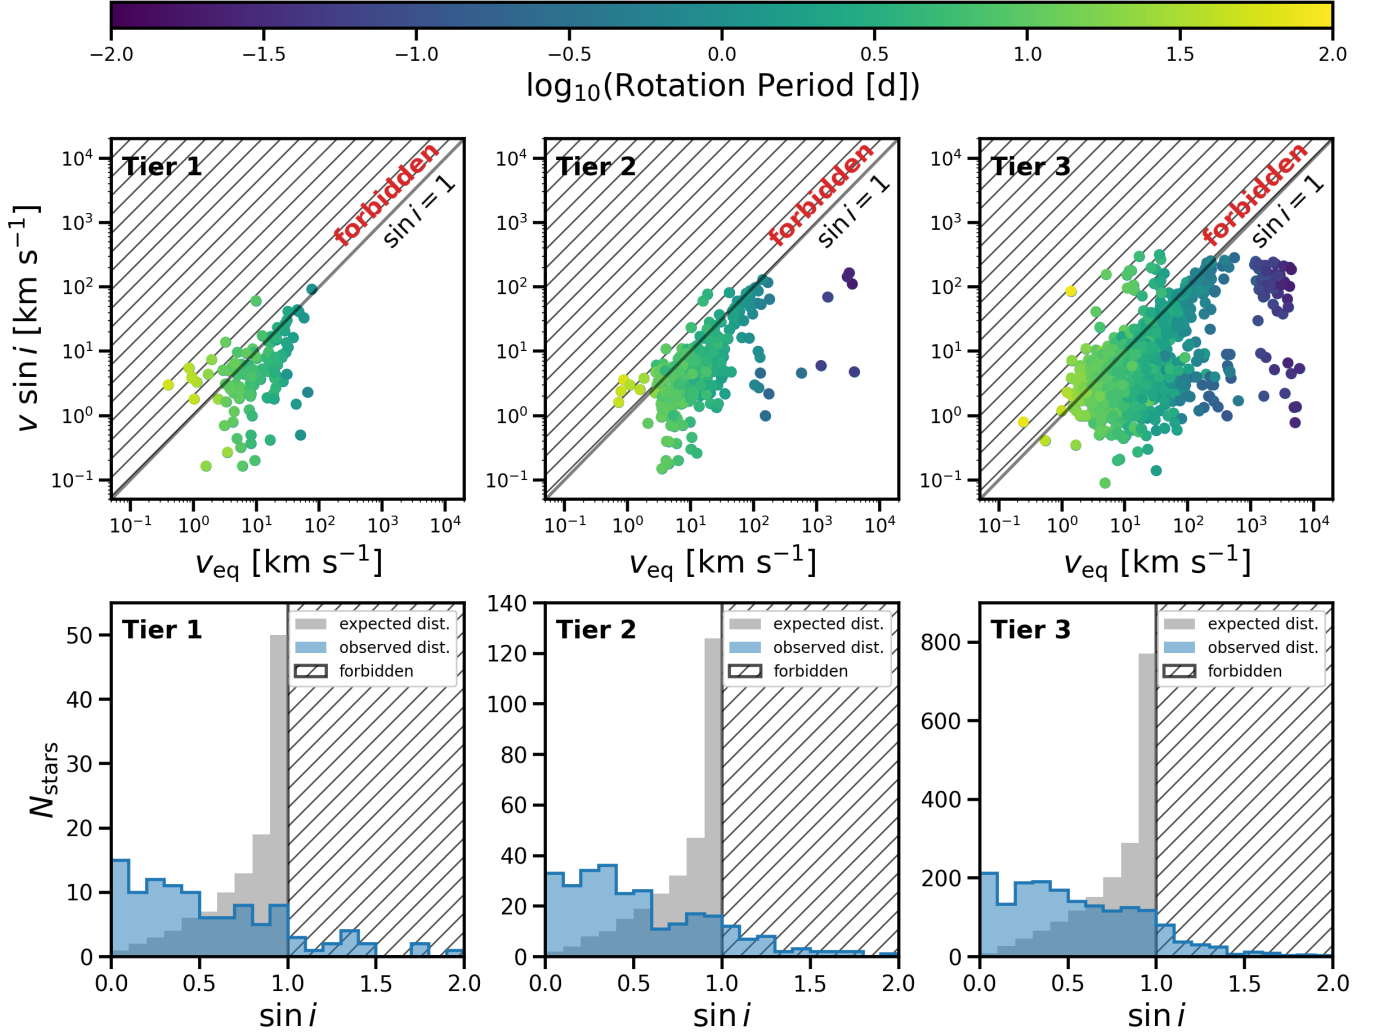 −2.0 −1.5 −1.0 −0.5 0.0 0.5 1.0 1.5 2.0
log₁₀(Rotation Period [d])
Tier 1
forbidden
sin i = 1
10⁴
10³
10²
10¹
10⁰
10⁻¹
v sin i [km s⁻¹]
10⁻¹ 10⁰ 10¹ 10² 10³ 10⁴
v_eq [km s⁻¹]
Tier 2
forbidden
sin i = 1
10⁴
10³
10²
10¹
10⁰
10⁻¹
10⁻¹ 10⁰ 10¹ 10² 10³ 10⁴
v_eq [km s⁻¹]
Tier 3
forbidden
sin i = 1
10⁴
10³
10²
10¹
10⁰
10⁻¹
10⁻¹ 10⁰ 10¹ 10² 10³ 10⁴
v_eq [km s⁻¹]
Tier 1
expected dist.
observed dist.
forbidden
50
40
30
20
10
0
N_stars
0.0 0.5 1.0 1.5 2.0
sin i
Tier 2
expected dist.
observed dist.
forbidden
140
120
100
80
60
40
20
0
0.0 0.5 1.0 1.5 2.0
sin i
Tier 3
expected dist.
observed dist.
forbidden
800
600
400
200
0
0.0 0.5 1.0 1.5 2.0
sin i